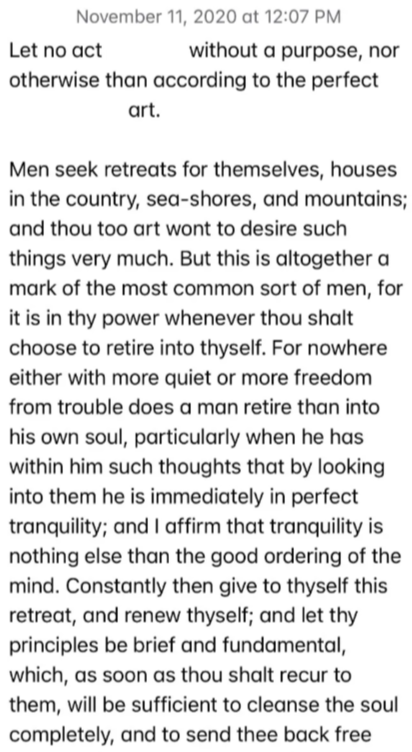 November 11, 2020 at 12:07 PM
Let no act without a purpose, nor
otherwise than according to the perfect
art.
Men seek retreats for themselves, houses
in the country, sea-shores, and mountains;
and thou too art wont to desire such
things very much. But this is altogether a
mark of the most common sort of men, for
it is in thy power whenever thou shalt
choose to retire into thyself. For nowhere
either with more quiet or more freedom
from trouble does a man retire than into
his own soul, particularly when he has
within him such thoughts that by looking
into them he is immediately in perfect
tranquility; and I affirm that tranquility is
nothing else than the good ordering of the
mind. Constantly then give to thyself this
retreat, and renew thyself; and let thy
principles be brief and fundamental,
which, as soon as thou shalt recur to
them, will be sufficient to cleanse the soul
completely, and to send thee back free